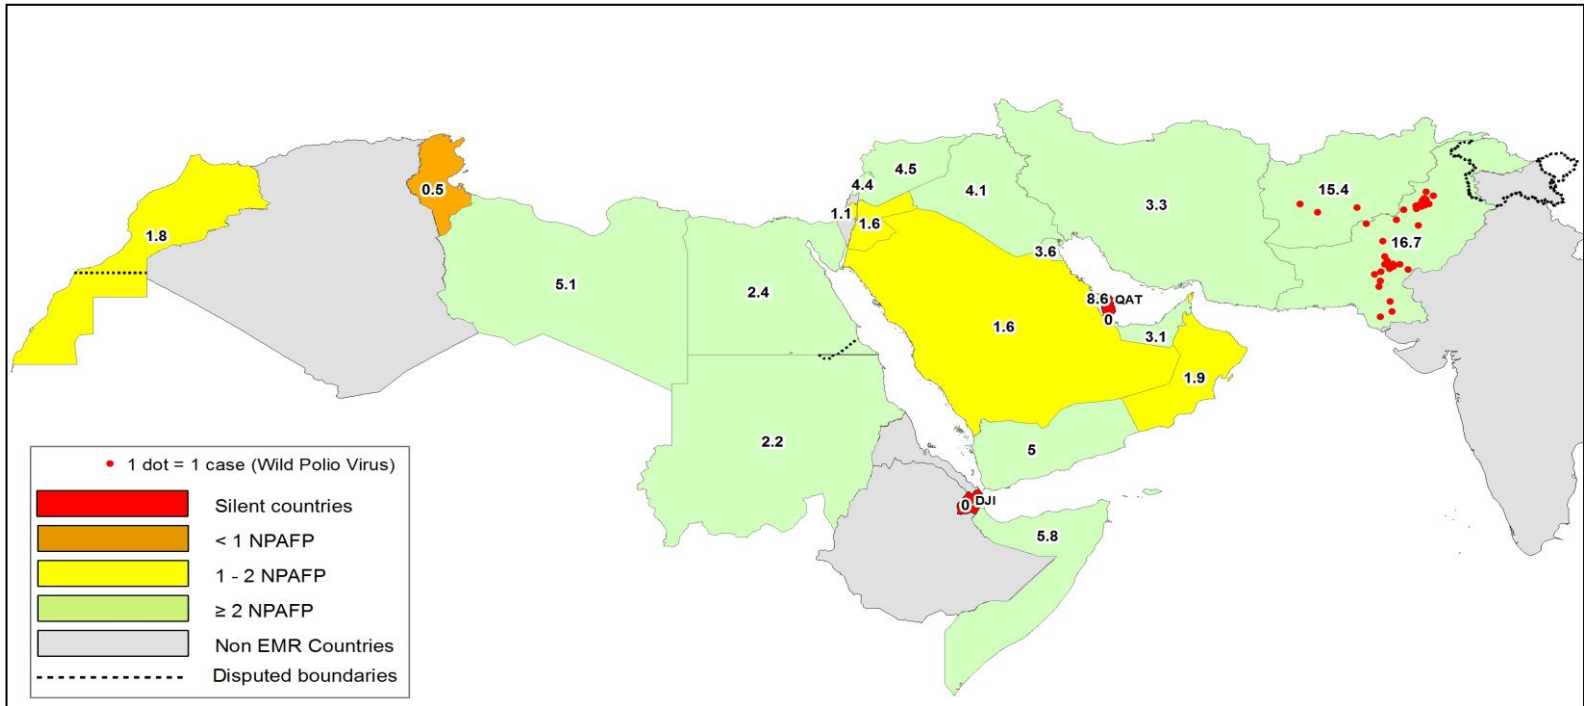 0.5
4.5
15.4
4.4
4.1
3.3
1.1
1.6
1.8
16.7
3.6
5.1
2.4
8.6 QAT
0
1.6
3.1
1.9
2.2
5
DJI
0
5.8
1 dot = 1 case (Wild Polio Virus)
Silent countries
< 1 NPAFP
1 - 2 NPAFP
≥ 2 NPAFP
Non EMR Countries
Disputed boundaries